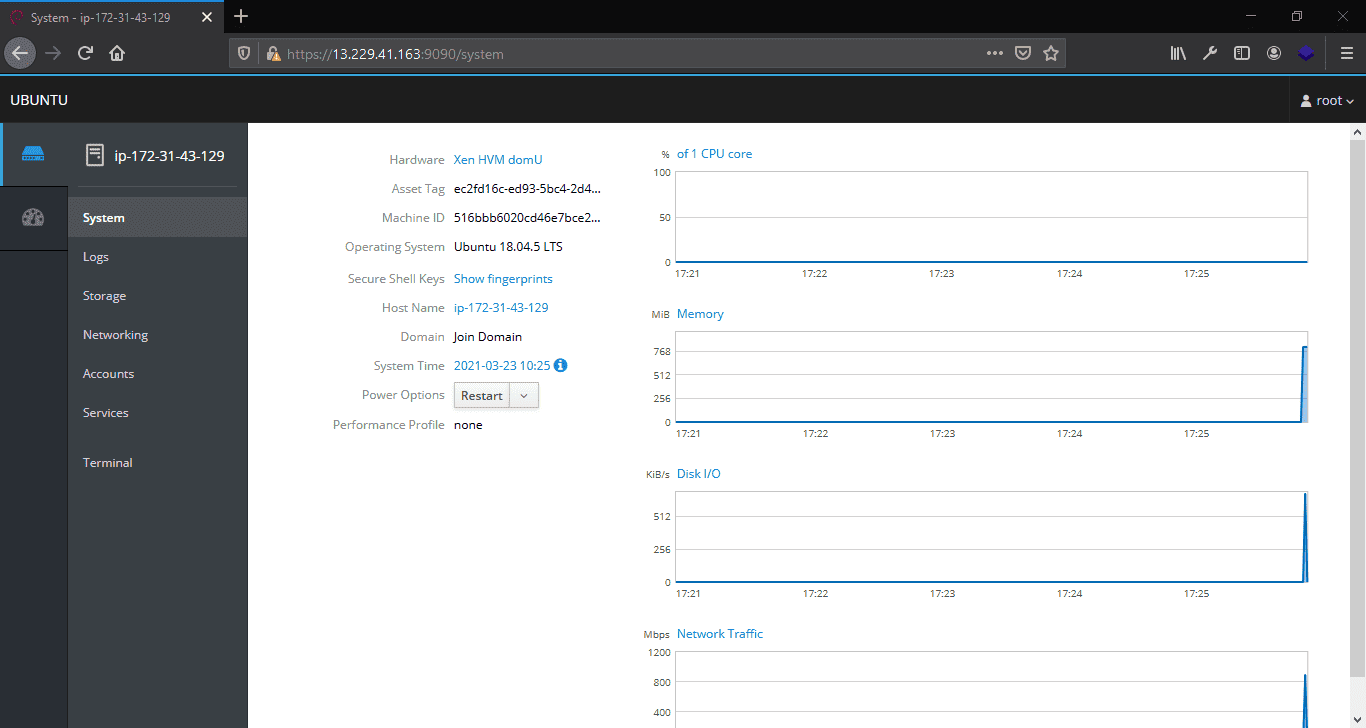 System - ip-172-31-43-129
https://13.229.41.163:9090/system
UBUNTU
root
ip-172-31-43-129
System
Logs
Storage
Networking
Accounts
Services
Terminal
Hardware Xen HVM domU
Asset Tag ec2fd16c-ed93-5bc4-2d4...
Machine ID 516bbb6020cd46e7bce2...
Operating System Ubuntu 18.04.5 LTS
Secure Shell Keys Show fingerprints
Host Name ip-172-31-43-129
Domain Join Domain
System Time 2021-03-23 10:25
Power Options Restart
Performance Profile none
% of 1 CPU core
100
50
0
17:21 17:22 17:23 17:24 17:25
MiB Memory
768
512
256
0
17:21 17:22 17:23 17:24 17:25
KiB/s Disk I/O
512
256
0
17:21 17:22 17:23 17:24 17:25
Mbps Network Traffic
1200
800
400